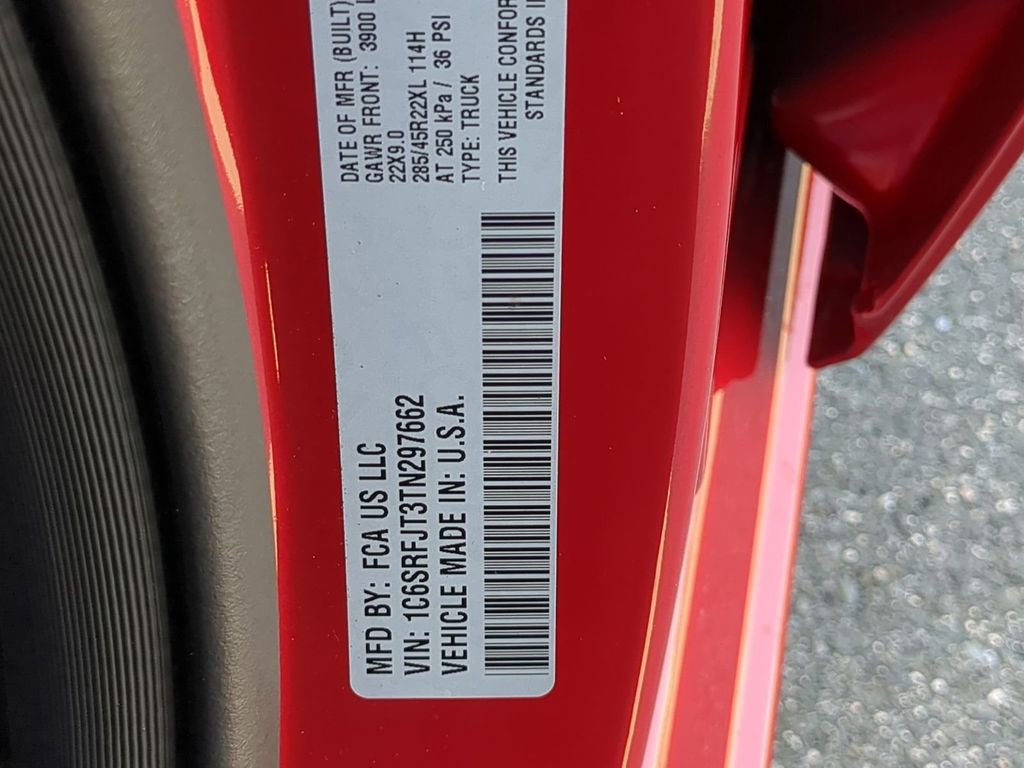 MFD BY: FCA US LLC
VIN: 1C6SRFJT3TN297662
VEHICLE MADE IN: U.S.A.
DATE OF MFR (BUILT)
GAWR FRONT: 3900 L
22X9.0
285/45R22XL 114H
AT 250 kPa / 36 PSI
TYPE: TRUCK
THIS VEHICLE CONFOR
STANDARDS I